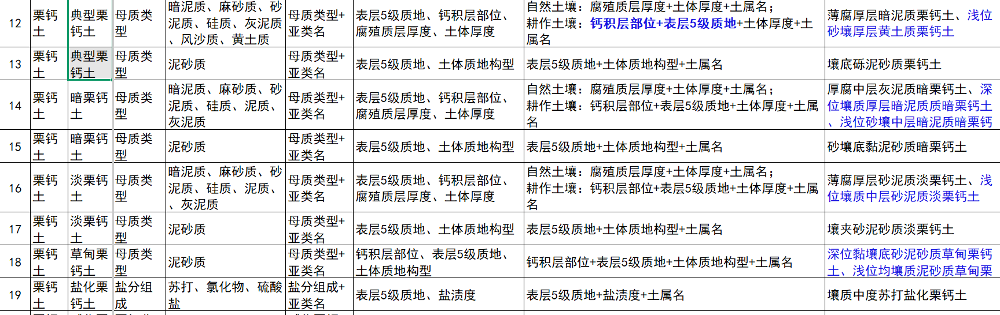 12
栗钙
土
典型栗
钙土
母质类
型
暗泥质、麻砂质、砂
泥质、硅质、灰泥质
、风沙质、黄土质
母质类型+
亚类名
表层5级质地、钙积层部位、
腐殖质层厚度、土体厚度
自然土壤：腐殖质层厚度+土体厚度+土属名；
耕作土壤：钙积层部位+表层5级质地+土体厚度+土
属名
薄腐厚层暗泥质栗钙土、浅位
砂壤厚层黄土质栗钙土
13
栗钙
土
典型栗
钙土
母质类
型
泥砂质
母质类型+
亚类名
表层5级质地、土体质地构型
表层5级质地+土体质地构型+土属名
壤底砾泥砂质栗钙土
14
栗钙
土
暗栗钙
土
母质类
型
暗泥质、麻砂质、砂
泥质、硅质、泥质、
灰泥质
母质类型+
亚类名
表层5级质地、钙积层部位、
腐殖质层厚度、土体厚度
自然土壤：腐殖质层厚度+土体厚度+土属名；
耕作土壤：钙积层部位+表层5级质地+土体厚度+土属
名
厚腐中层灰泥质暗栗钙土、深
位壤质厚层暗泥质质暗栗钙土
、浅位砂壤中层暗泥质暗栗钙
15
栗钙
土
暗栗钙
土
母质类
型
泥砂质
母质类型+
亚类名
表层5级质地、土体质地构型
表层5级质地+土体质地构型+土属名
砂壤底黏泥砂质暗栗钙土
16
栗钙
土
淡栗钙
土
母质类
型
暗泥质、麻砂质、砂
泥质、硅质、泥质、
、灰泥质
母质类型+
亚类名
表层5级质地、钙积层部位、
腐殖质层厚度、土体厚度
自然土壤：腐殖质层厚度+土体厚度+土属名；
耕作土壤：钙积层部位+表层5级质地+土体厚度+土属
名
薄腐厚层砂泥质淡栗钙土、浅
位壤质中层砂泥质淡栗钙土
17
栗钙
土
淡栗钙
土
母质类
型
泥砂质
母质类型+
亚类名
表层5级质地、土体质地构型
表层5级质地+土体质地构型+土属名
壤夹砂泥砂质淡栗钙土
18
栗钙
土
草甸栗
钙土
母质类
型
泥砂质
母质类型+
亚类名
钙积层部位、表层5级质地、
土体质地构型
钙积层部位+表层5级质地+土体质地构型+土属名
深位黏壤底砂泥砂质草甸栗钙
土、浅位均壤质泥砂质草甸栗
19
栗钙
土
盐化栗
钙土
盐分组
成
苏打、氯化物、硫酸
盐
盐分组成+
亚类名
表层5级质地、盐渍度
表层5级质地+盐渍度+土属名
壤质中度苏打盐化栗钙土